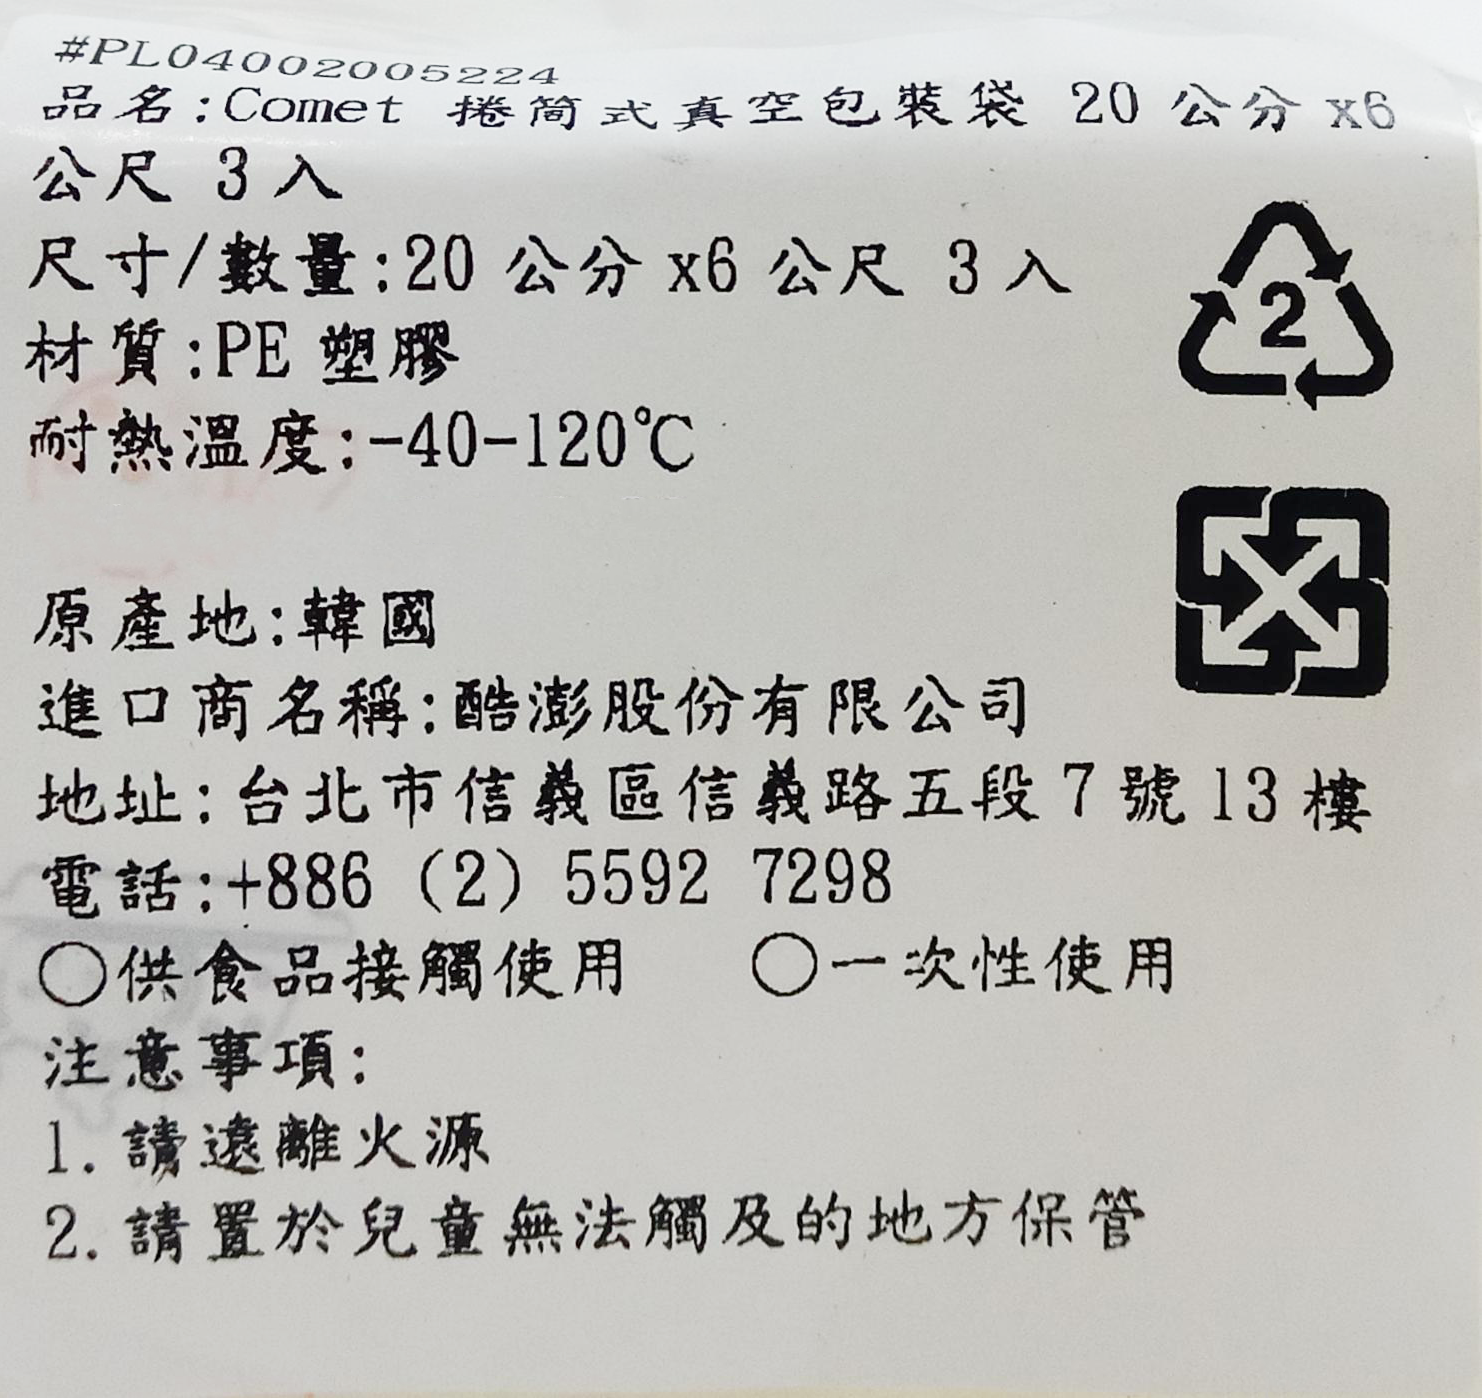 #PL04002005224
品名:Comet 捲筒式真空包裝袋 20 公分 x6
公尺 3 入
尺寸/數量:20 公分 x6 公尺 3 入
材質:PE 塑膠
耐熱溫度:-40-120℃
2
原產地:韓國
進口商名稱:酷澎股份有限公司
地址:台北市信義區信義路五段 7 號 13 樓
電話:+886 (2) 5592 7298
○供食品接觸使用 ○一次性使用
注意事項:
1. 請遠離火源
2. 請置於兒童無法觸及的地方保管